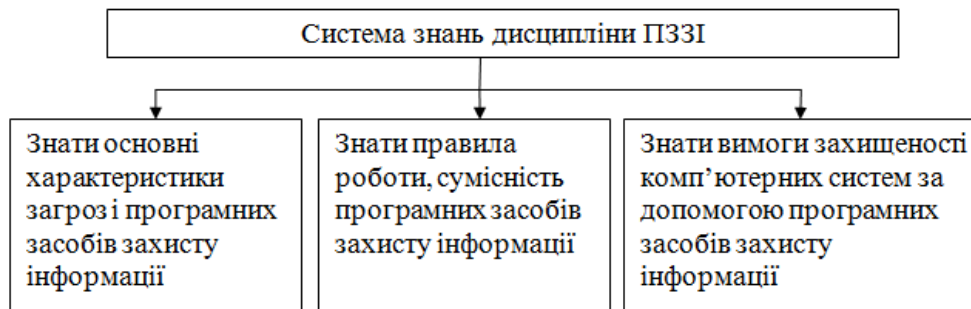 Система знань дисципліни ПЗЗІ
Знати основні
характеристики
загроз і програмних
засобів захисту
інформації
Знати правила
роботи, сумісність
програмних засобів
захисту інформації
Знати вимоги захищеності
комп’ютерних систем за
допомогою програмних
засобів захисту
інформації